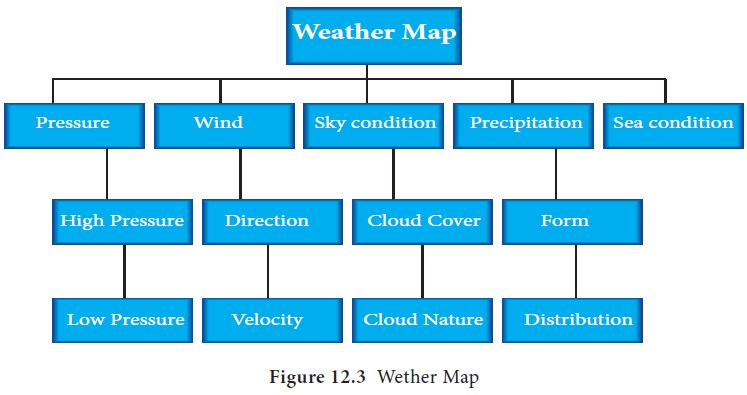 Weather Map
Pressure
Wind
Sky condition
Precipitation
Sea condition
High Pressure
Direction
Cloud Cover
Form
Low Pressure
Velocity
Cloud Nature
Distribution
Figure 12.3 Wether Map